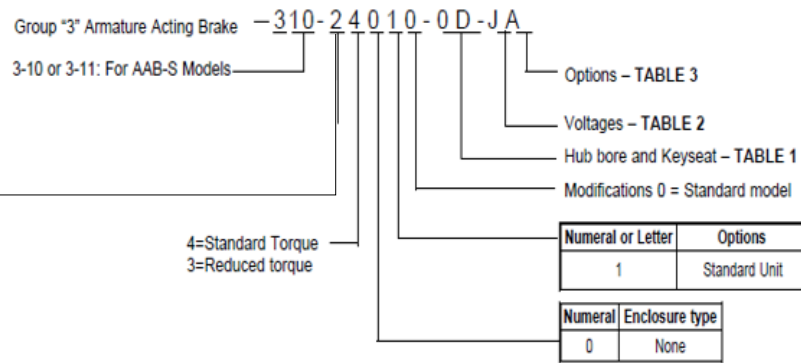 Group “3” Armature Acting Brake –310-24010-0D-JA
3-10 or 3-11: For AAB-S Models
Options – TABLE 3
Voltages – TABLE 2
Hub bore and Keyseat – TABLE 1
Modifications 0 = Standard model
4=Standard Torque
3=Reduced torque
Numeral or Letter Options
1 Standard Unit
Numeral Enclosure type
0 None